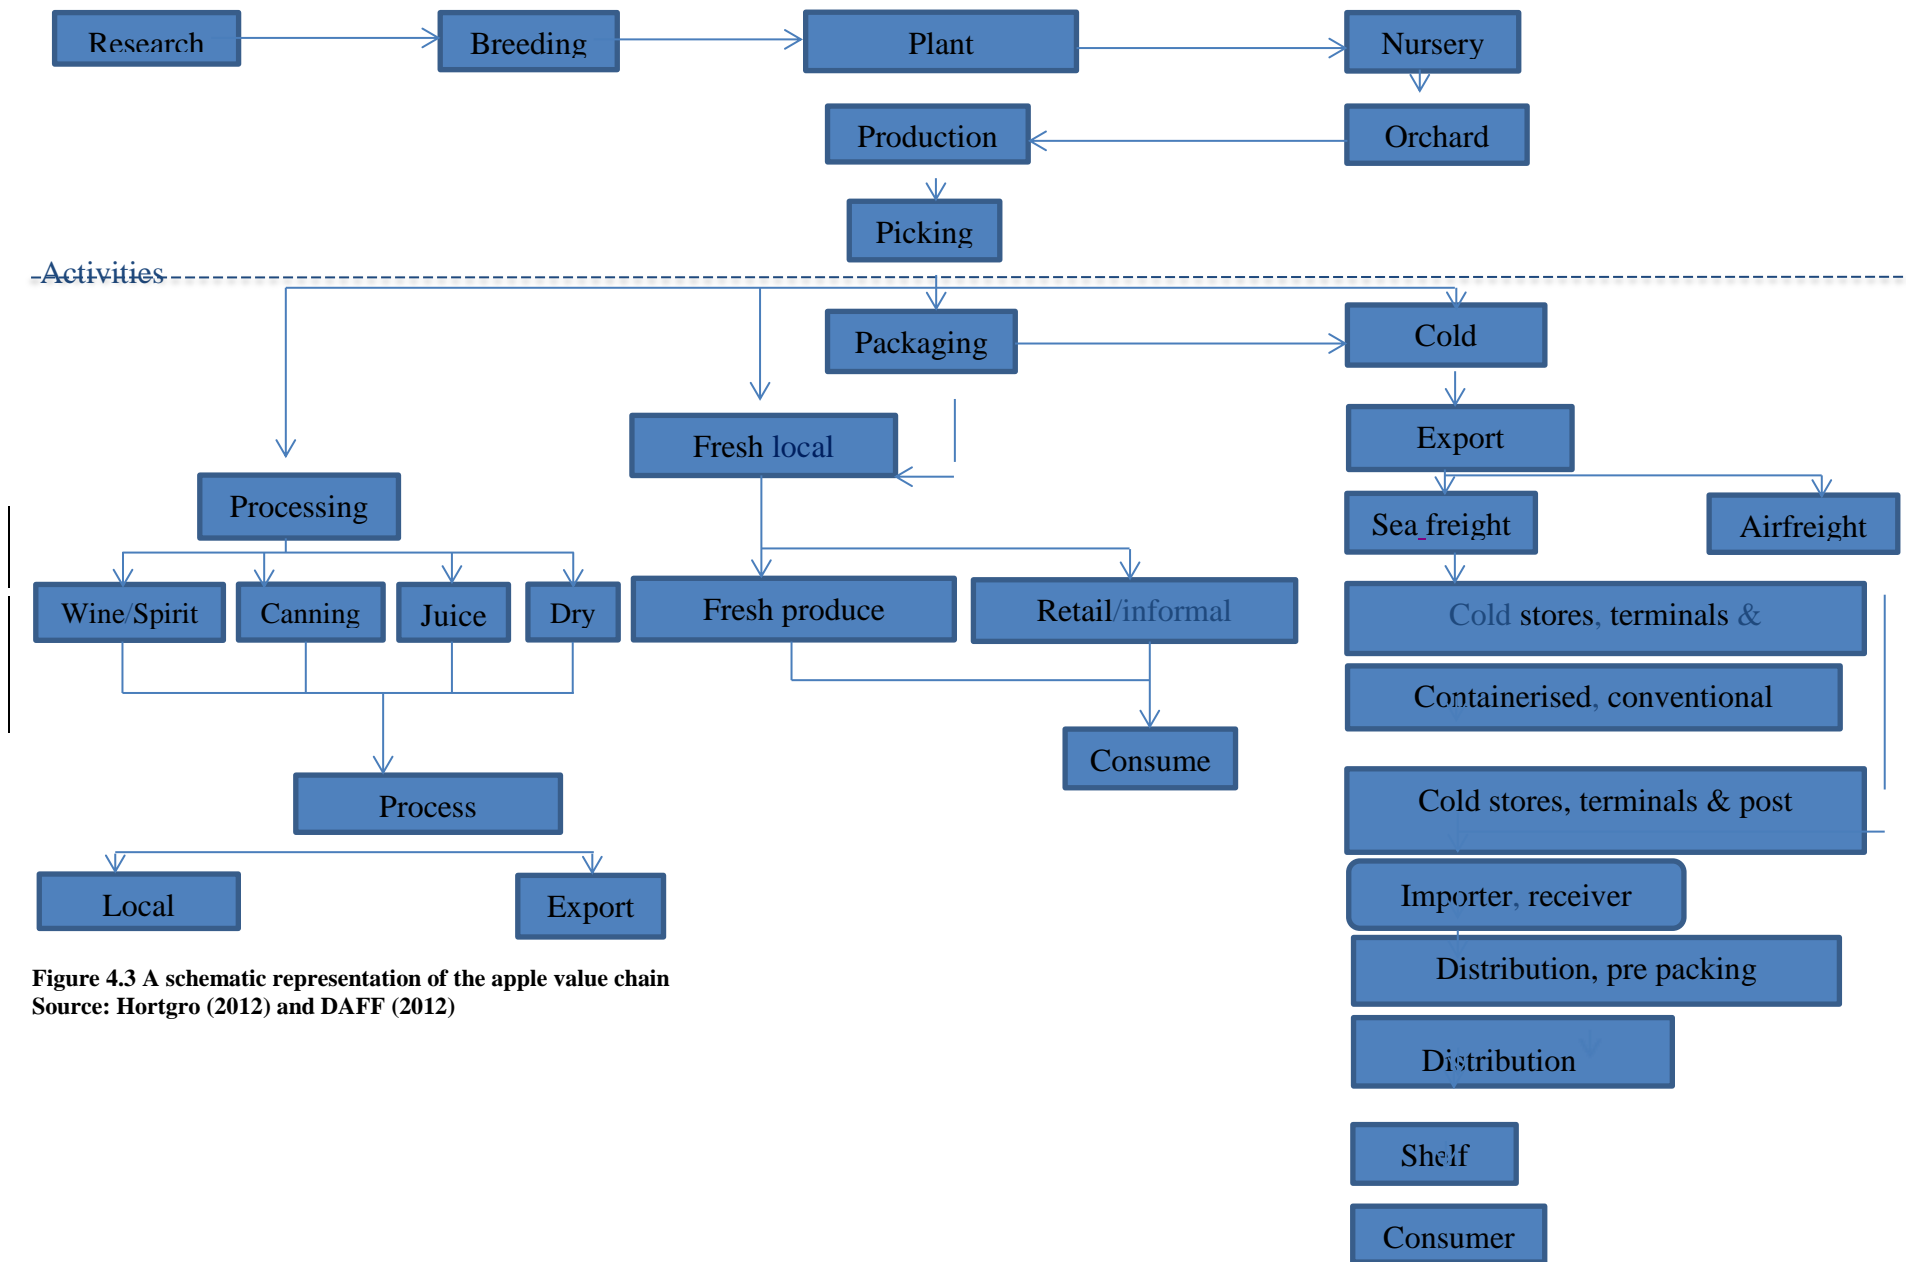 Research
Breeding
Plant
Nursery
Production
Orchard
Picking
Activities
Packaging
Cold
Fresh local
Export
Processing
Sea freight
Airfreight
Wine/Spirit
Canning
Juice
Dry
Fresh produce
Retail/informal
Cold stores, terminals &
Containerised, conventional
Consume
Process
Cold stores, terminals & post
Local
Export
Importer, receiver
Distribution, pre packing
Figure 4.3 A schematic representation of the apple value chain
Source: Hortgro (2012) and DAFF (2012)
Distribution
Shelf
Consumer